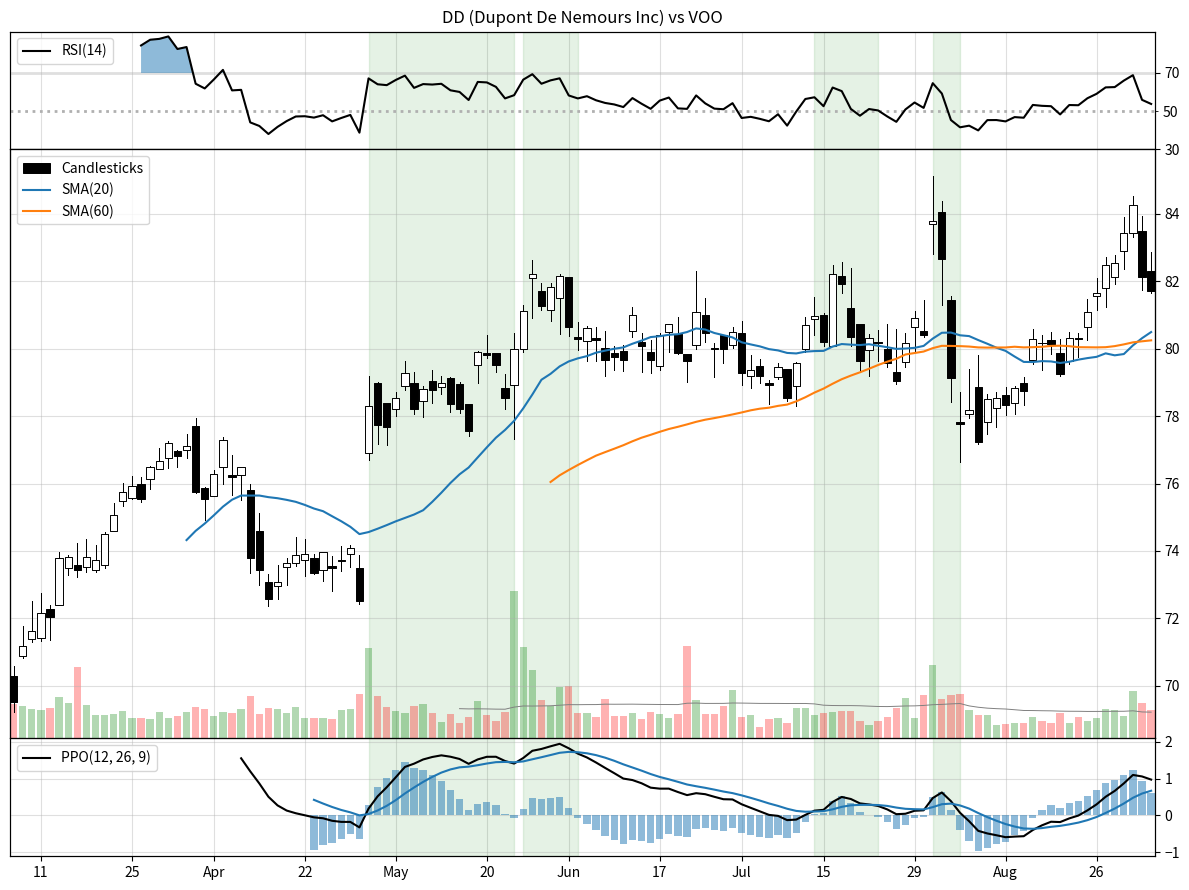 DD (Dupont De Nemours Inc) vs VOO
RSI(14)
70
50
30
Candlesticks
SMA(20)
SMA(60)
84
82
80
78
76
74
72
70
PPO(12, 26, 9)
2
1
0
−1
11 25 Apr 22 May 20 Jun 17 Jul 15 29 Aug 26